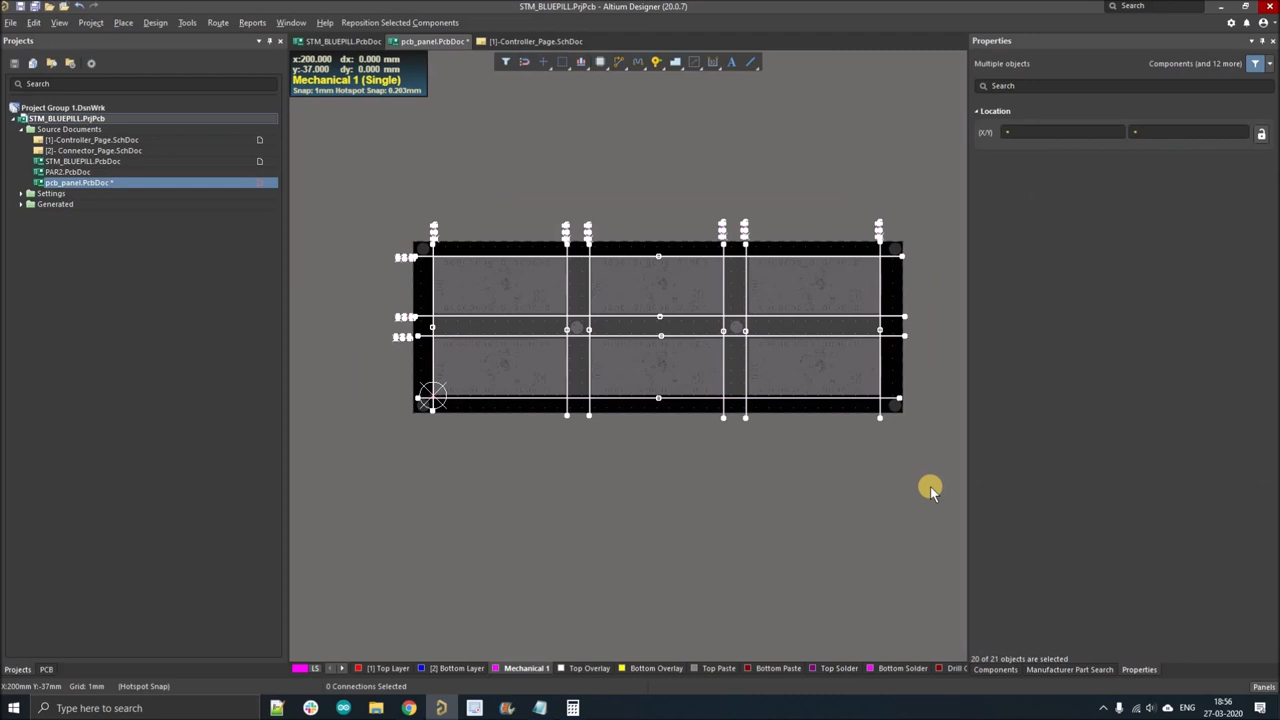 STM_BLUEPILL.PrjPcb - Altium Designer (20.0.7)
Search
File Edit View Project Place Design Tools Route Reports Window Help Reposition Selected Components
Projects
STM_BLUEPILL.PcbDoc
pcb_panel.PcbDoc *
[1]-Controller_Page.SchDoc
Properties
x:200.000 dx: 0.000 mm
y:-37.000 dy: 0.000 mm
Mechanical 1 (Single)
Snap: 1mm Hotspot Snap: 0.203mm
Multiple objects
Components (and 12 more)
Search
Search
Project Group 1.DsnWrk
STM_BLUEPILL.PrjPcb
Source Documents
[1]-Controller_Page.SchDoc
[2]- Connector_Page.SchDoc
STM_BLUEPILL.PcbDoc
PAR2.PcbDoc
pcb_panel.PcbDoc *
Settings
Generated
Location
(X/Y)
20 of 21 objects are selected
Projects PCB
LS [1] Top Layer [2] Bottom Layer Mechanical 1 Top Overlay Bottom Overlay Top Paste Bottom Paste Top Solder Bottom Solder Drill
Components Manufacturer Part Search Properties
X:200mm Y:-37mm Grid: 1mm (Hotspot Snap)
0 Connections Selected
Panels
Type here to search
ENG
18:56
27-03-2020